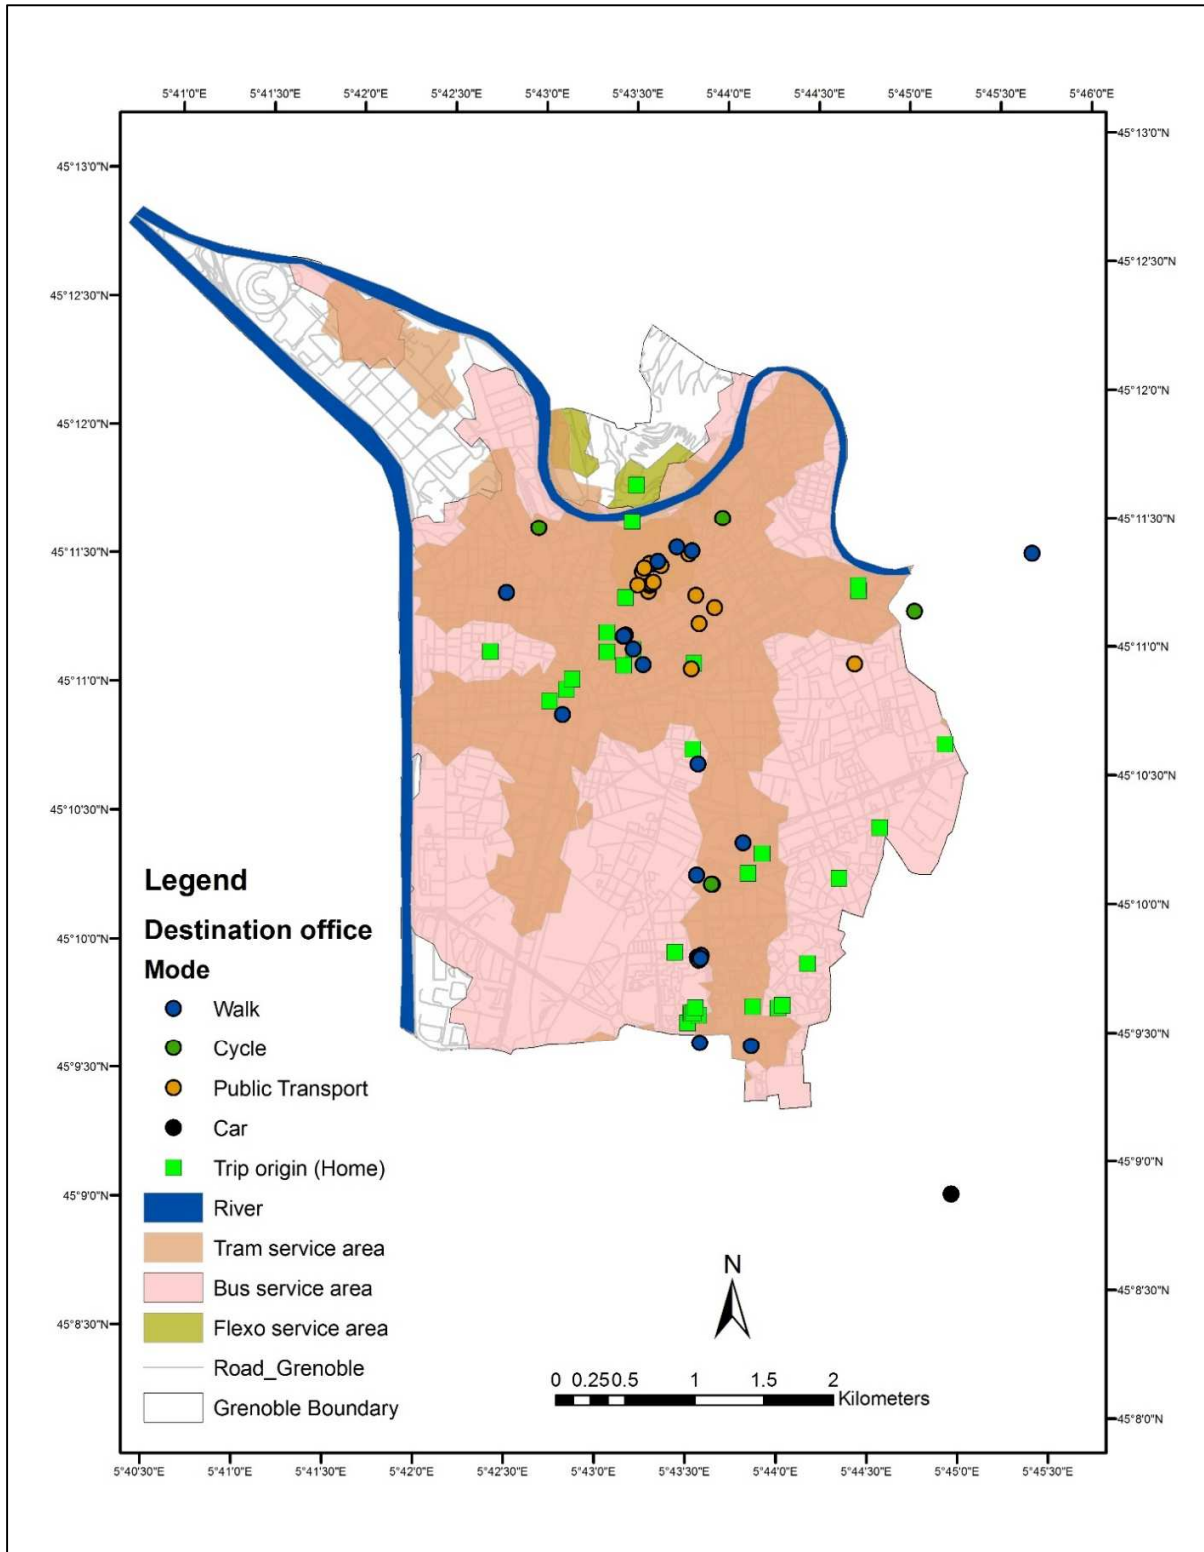 5°41'0"E 5°41'30"E 5°42'0"E 5°42'30"E 5°43'0"E 5°43'30"E 5°44'0"E 5°44'30"E 5°45'0"E 5°45'30"E 5°46'0"E
45°13'0"N
45°13'0"N
45°12'30"N
45°12'30"N
45°12'0"N
45°12'0"N
45°11'30"N
45°11'30"N
45°11'0"N
45°11'0"N
45°10'30"N
45°10'30"N
45°10'0"N
45°10'0"N
45°9'30"N
45°9'30"N
45°9'0"N
45°9'0"N
45°8'30"N
45°8'30"N
45°8'0"N
Legend
Destination office
Mode
Walk
Cycle
Public Transport
Car
Trip origin (Home)
River
Tram service area
Bus service area
Flexo service area
Road_Grenoble
Grenoble Boundary
N
0 0.25 0.5 1 1.5 2
Kilometers
5°40'30"E 5°41'0"E 5°41'30"E 5°42'0"E 5°42'30"E 5°43'0"E 5°43'30"E 5°44'0"E 5°44'30"E 5°45'0"E 5°45'30"E